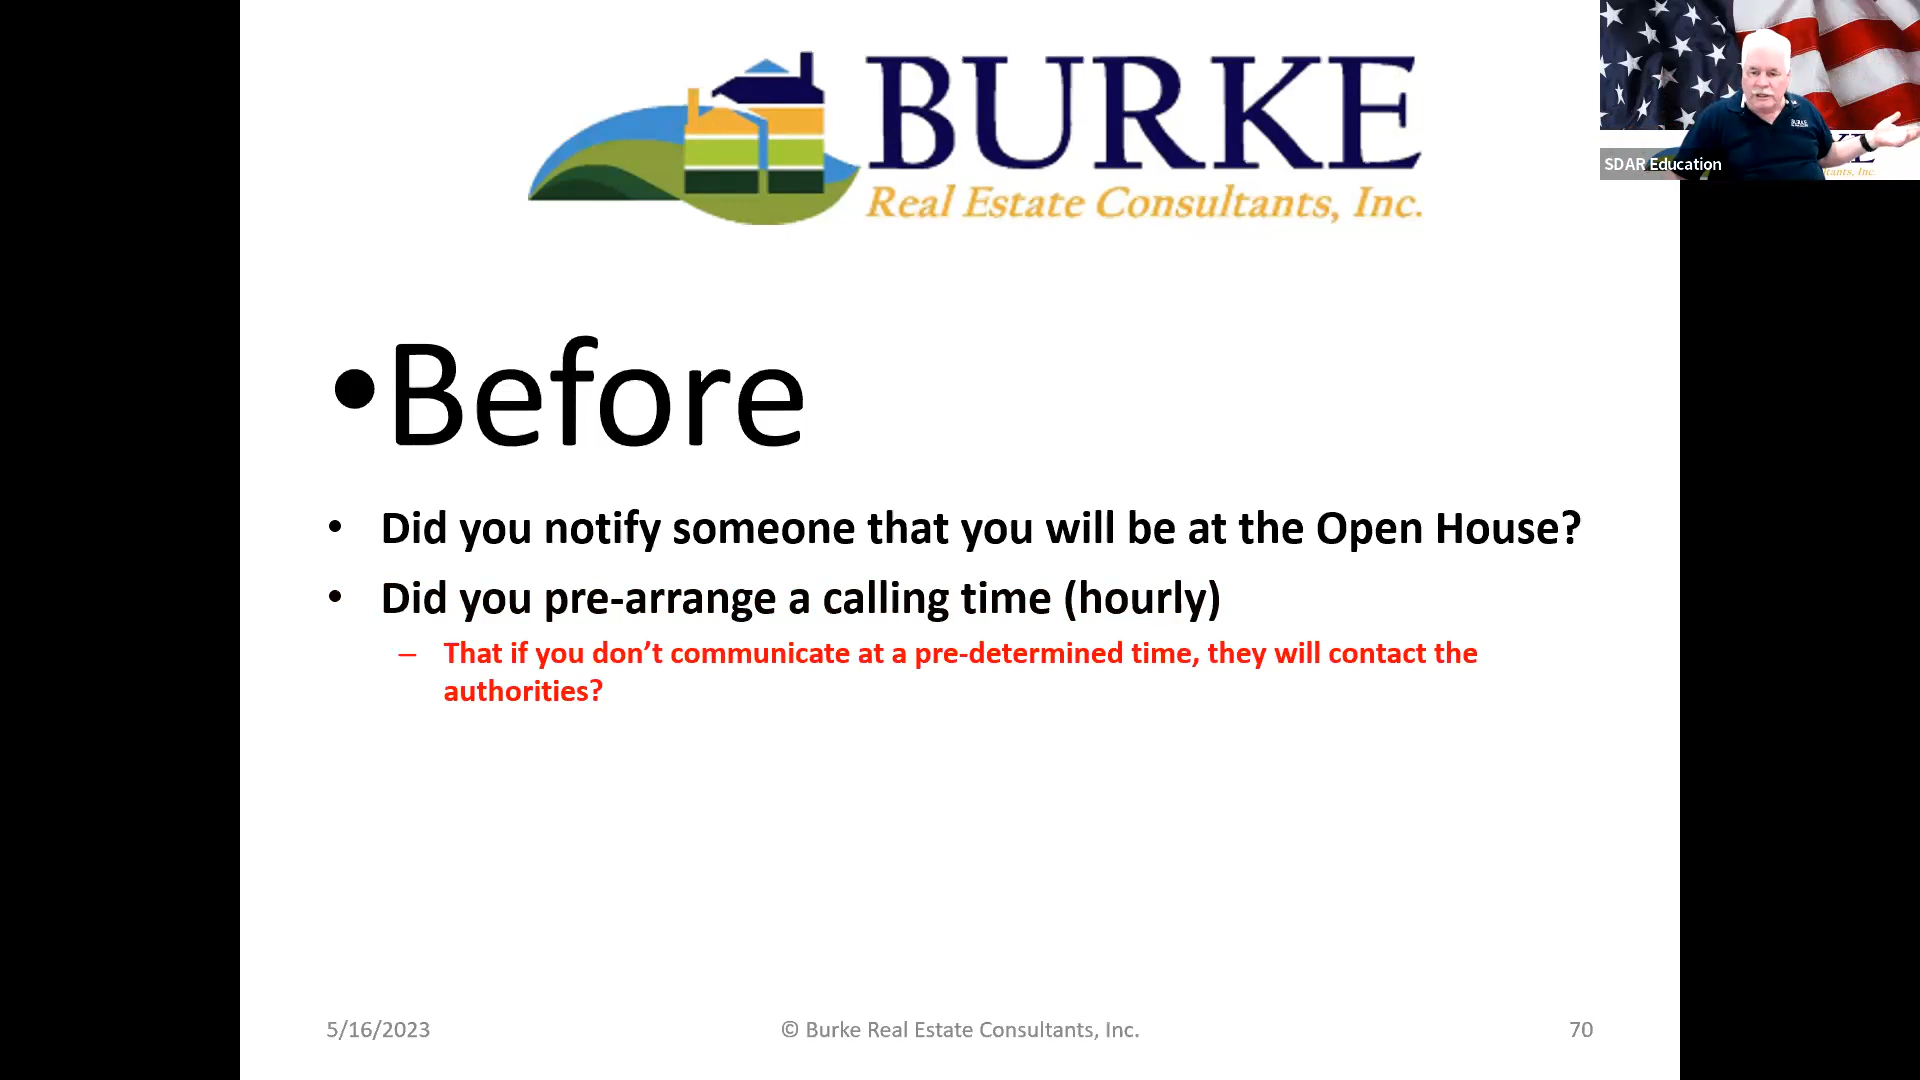 BURKE
Real Estate Consultants, Inc.
SDAR Education
•Before
• Did you notify someone that you will be at the Open House?
• Did you pre-arrange a calling time (hourly)
– That if you don’t communicate at a pre-determined time, they will contact the
authorities?
5/16/2023
© Burke Real Estate Consultants, Inc.
70